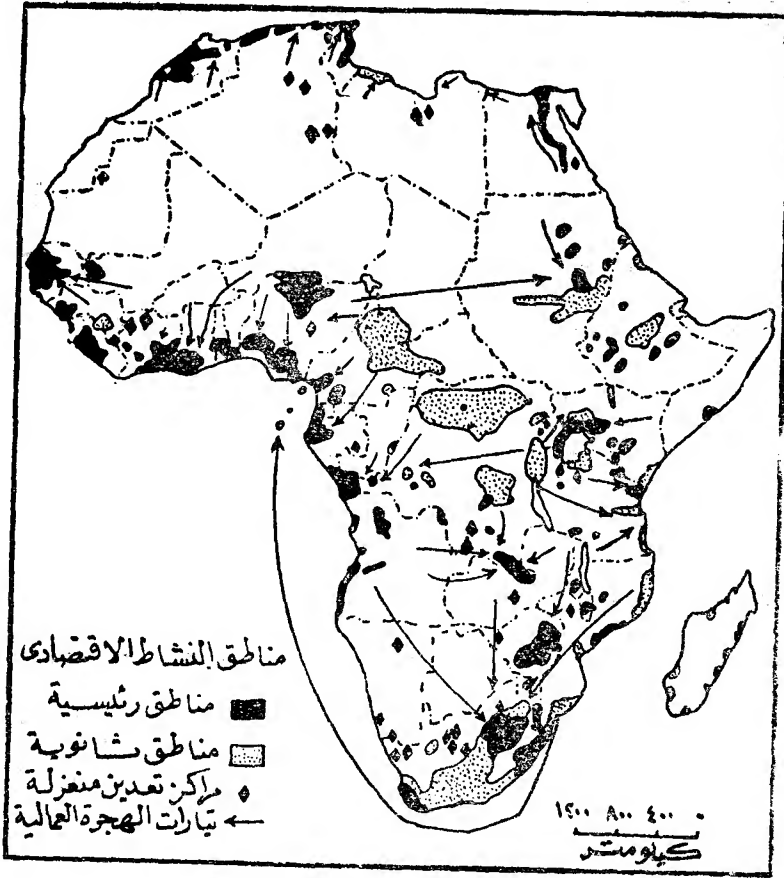 مناطق النشاط الاقتصادى
مناطق رئيسية
مناطق ثانوية
مراكز تعدين منعزلة
تيارات الهجرة العمالية
١٢٠٠ ٨٠٠ ٤٠٠ ٠
كيلومتر